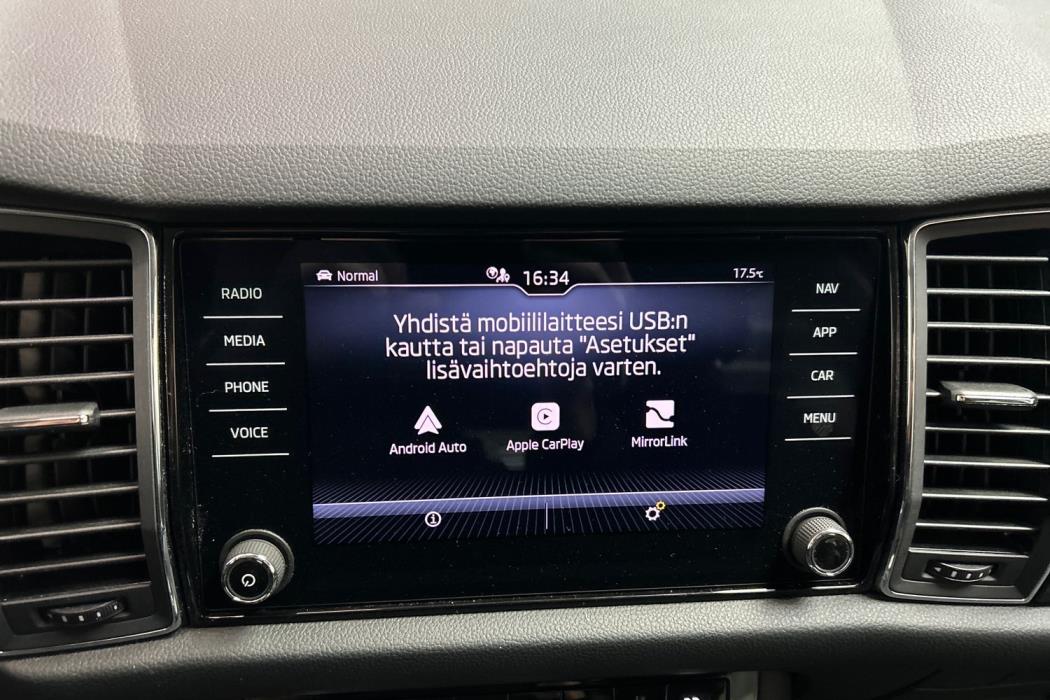 RADIO
MEDIA
PHONE
VOICE
Normal
16:34
17.5°C
Yhdistä mobiililaitteesi USB:n
kautta tai napauta "Asetukset"
lisävaihtoehtoja varten.
Android Auto
Apple CarPlay
MirrorLink
NAV
APP
CAR
MENU